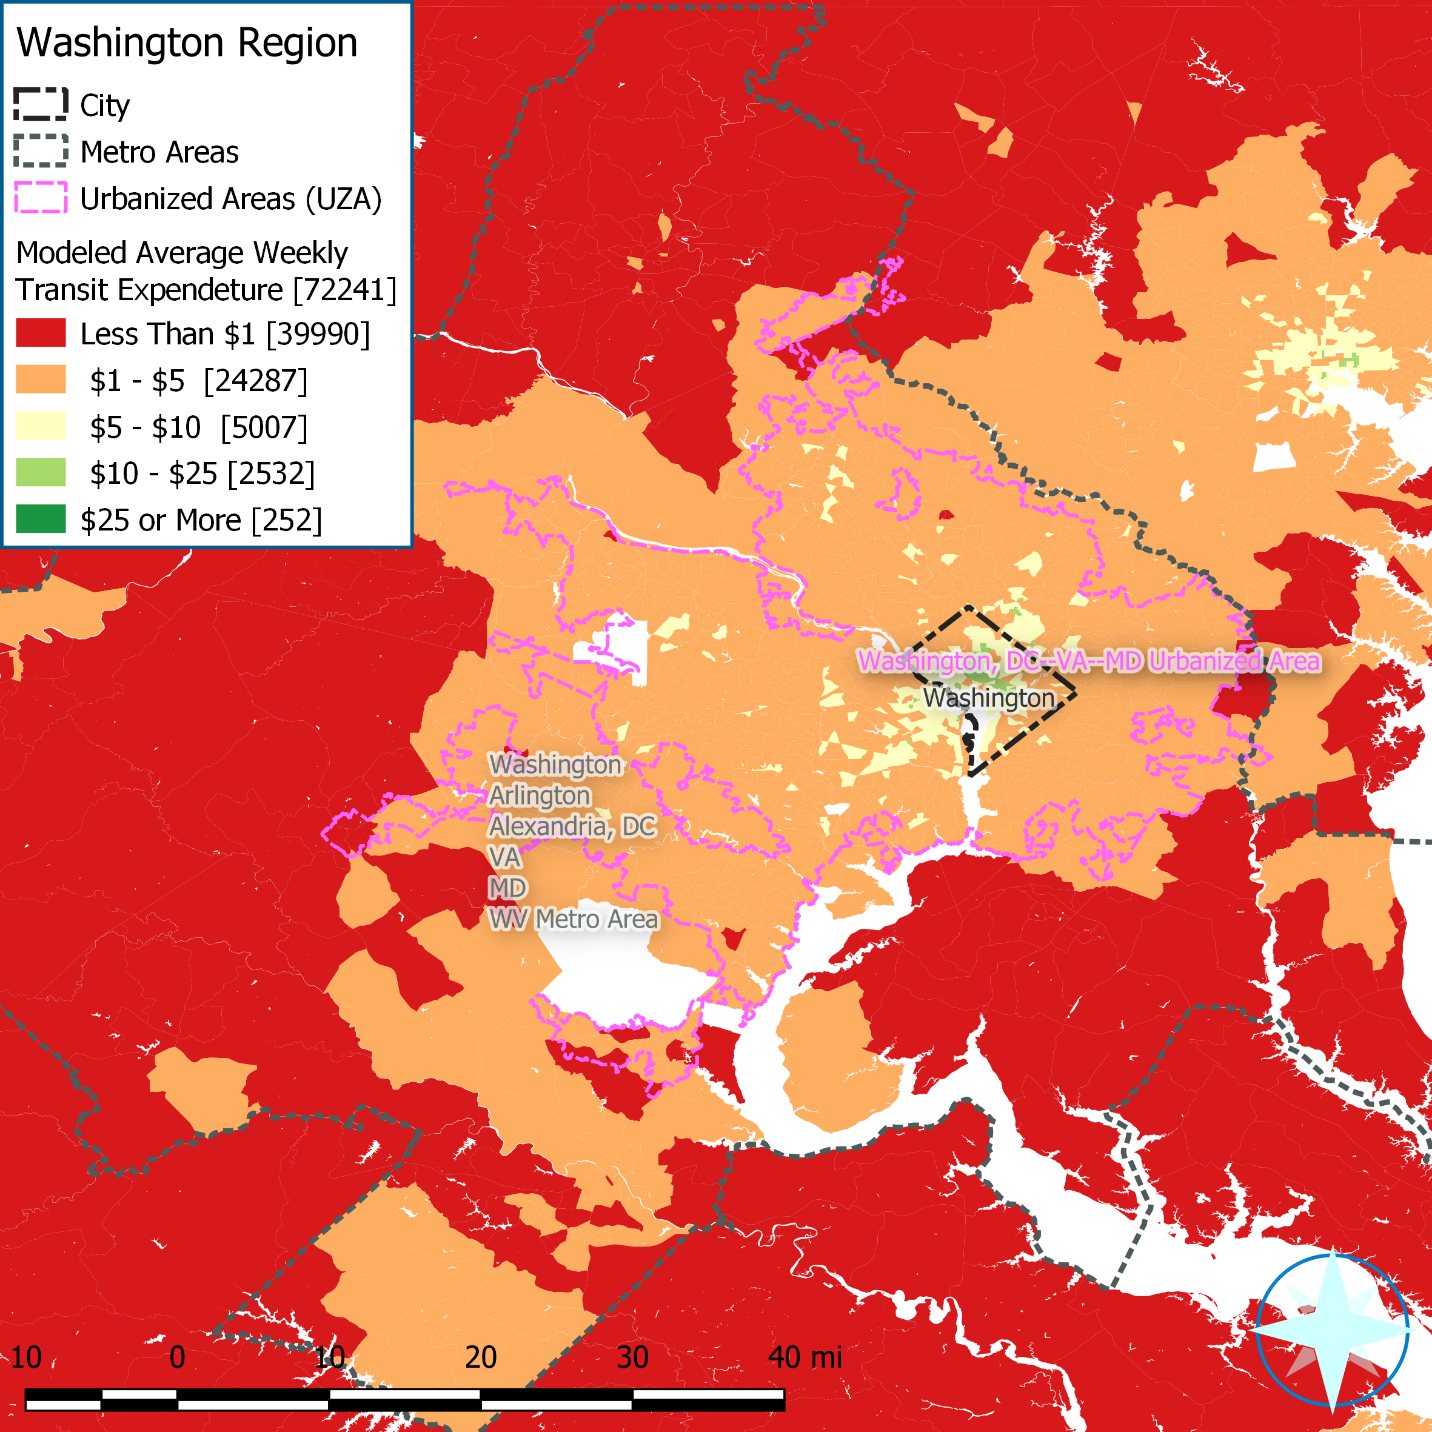 Washington Region
City
Metro Areas
Urbanized Areas (UZA)
Modeled Average Weekly
Transit Expendeture [72241]
Less Than $1 [39990]
$1 - $5 [24287]
$5 - $10 [5007]
$10 - $25 [2532]
$25 or More [252]
Washington, DC--VA--MD Urbanized Area
Washington
Washington
Arlington
Alexandria, DC
VA
MD
WV Metro Area
10 0 10 20 30 40 mi